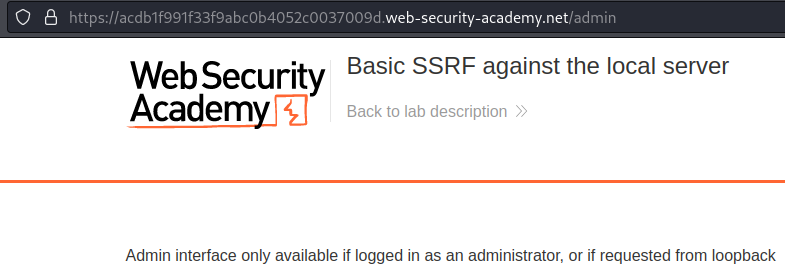 https://acdb1f991f33f9abc0b4052c0037009d.web-security-academy.net/admin
Web Security
Academy
Basic SSRF against the local server
Back to lab description
Admin interface only available if logged in as an administrator, or if requested from loopback